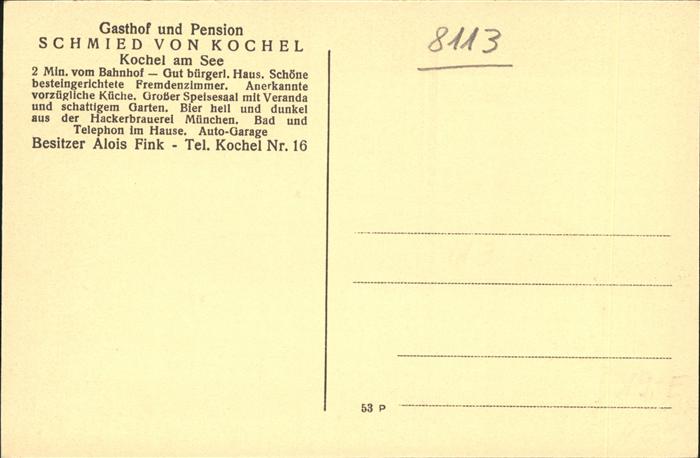 Gasthof und Pension
SCHMIED VON KOCHEL
Kochel am See
2 Min. vom Bahnhof — Gut bürgerl. Haus. Schöne
besteingerichtete Fremdenzimmer. Anerkannte
vorzügliche Küche. Großer Speisesaal mit Veranda
und schattigem Garten. Bier hell und dunkel
aus der Hackerbrauerei München. Bad und
Telephon im Hause. Auto-Garage
Besitzer Alois Fink - Tel. Kochel Nr. 16
8113
53 P